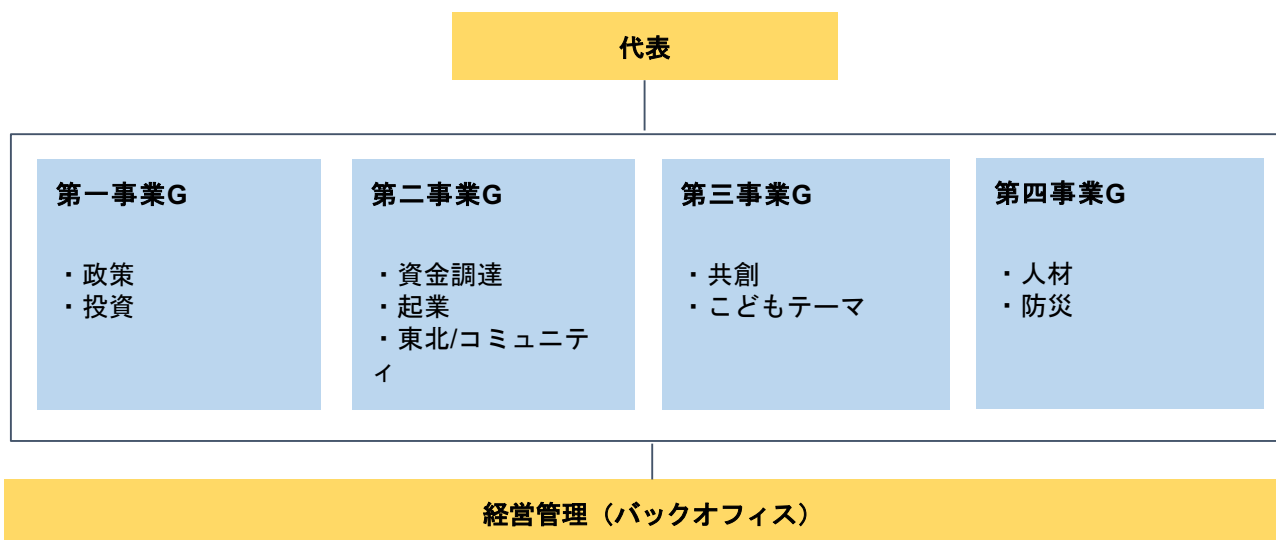 代表
第一事業G
・政策
・投資
第二事業G
・資金調達
・起業
・東北/コミュニテ
ィ
第三事業G
・共創
・こどもテーマ
第四事業G
・人材
・防災
経営管理（バックオフィス）